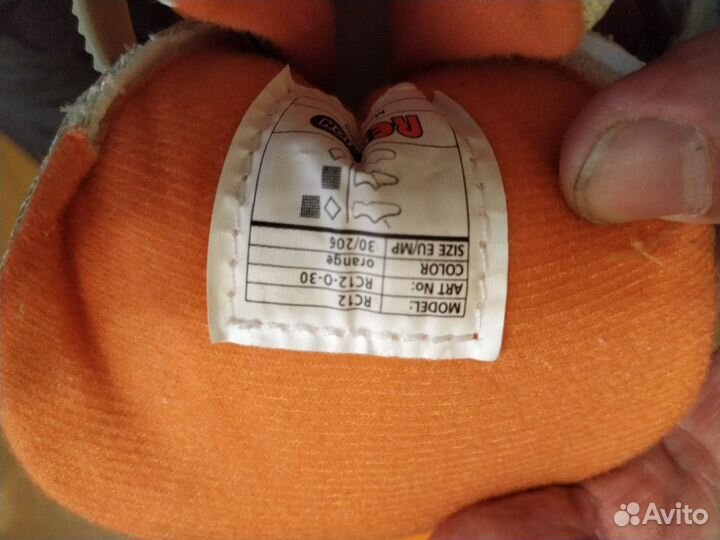 MODEL: RC12
ART No: RC12-0-30
COLOR orange
SIZE EU/MP 30/206
Avito